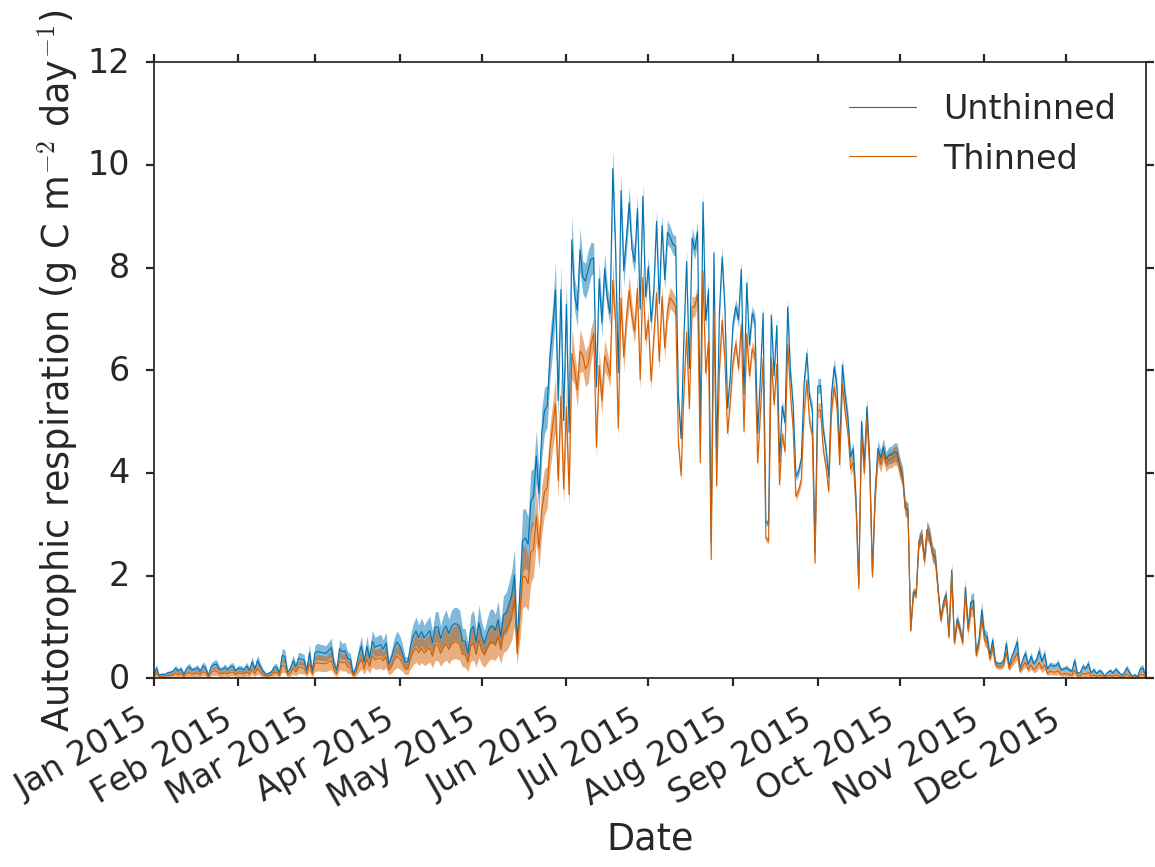 Autotrophic respiration (g C m⁻² day⁻¹)
12
10
8
6
4
2
0
Unthinned
Thinned
Jan 2015
Feb 2015
Mar 2015
Apr 2015
May 2015
Jun 2015
Jul 2015
Aug 2015
Sep 2015
Oct 2015
Nov 2015
Dec 2015
Date